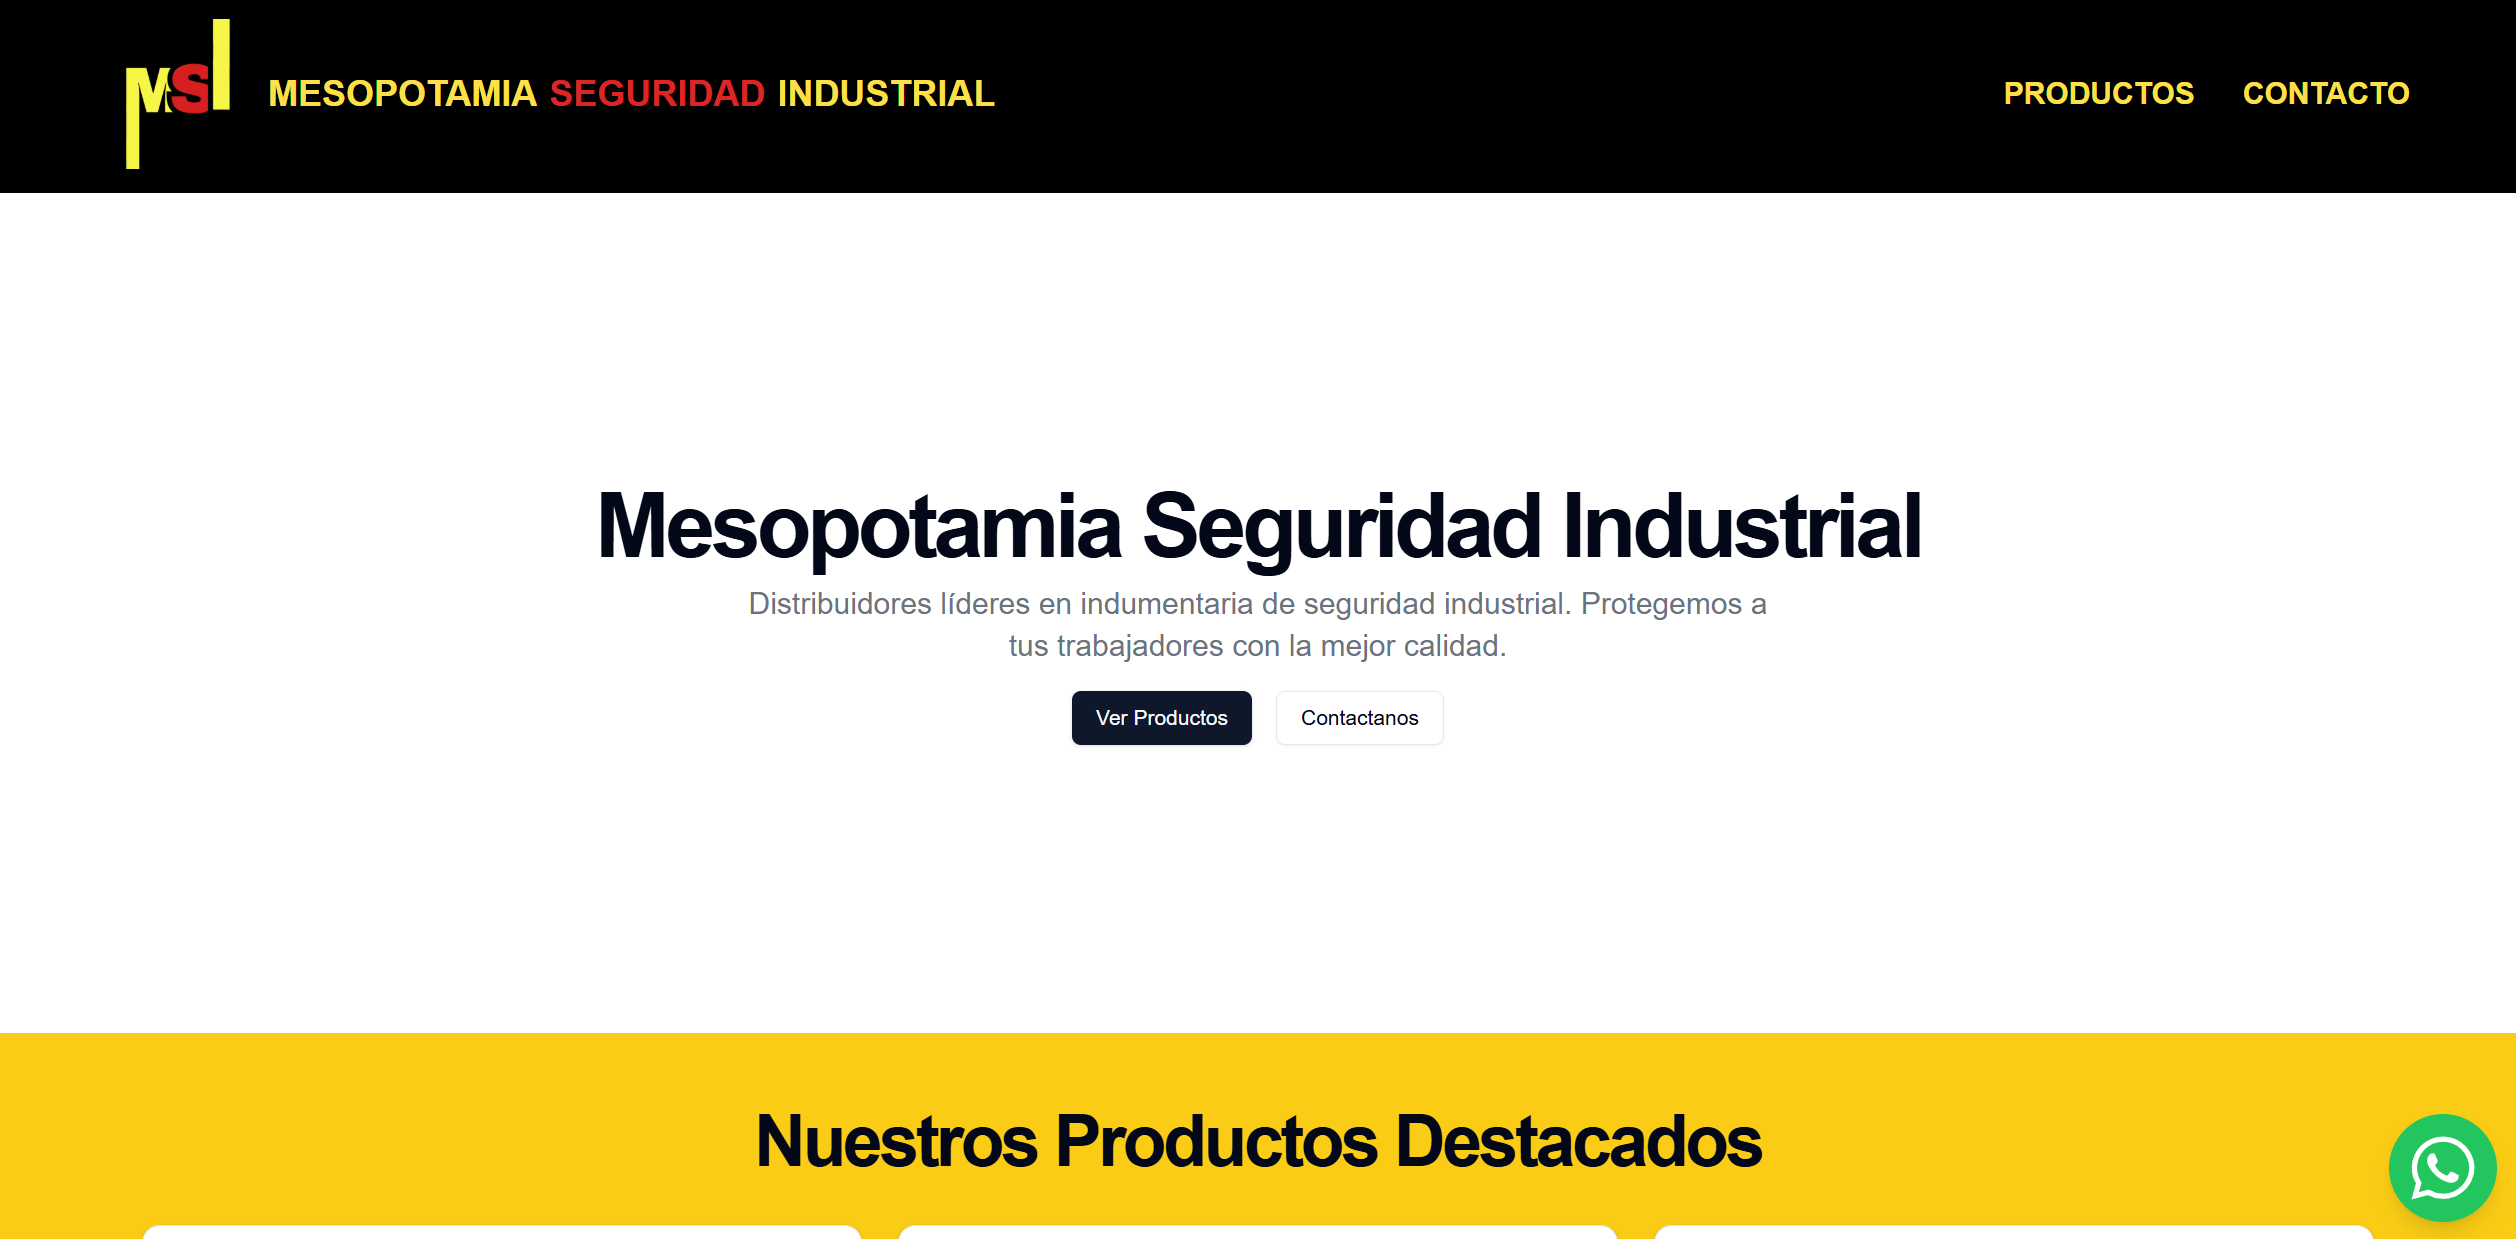 MSI
MESOPOTAMIA SEGURIDAD INDUSTRIAL
PRODUCTOS
CONTACTO
Mesopotamia Seguridad Industrial
Distribuidores líderes en indumentaria de seguridad industrial. Protegemos a
tus trabajadores con la mejor calidad.
Ver Productos
Contactanos
Nuestros Productos Destacados